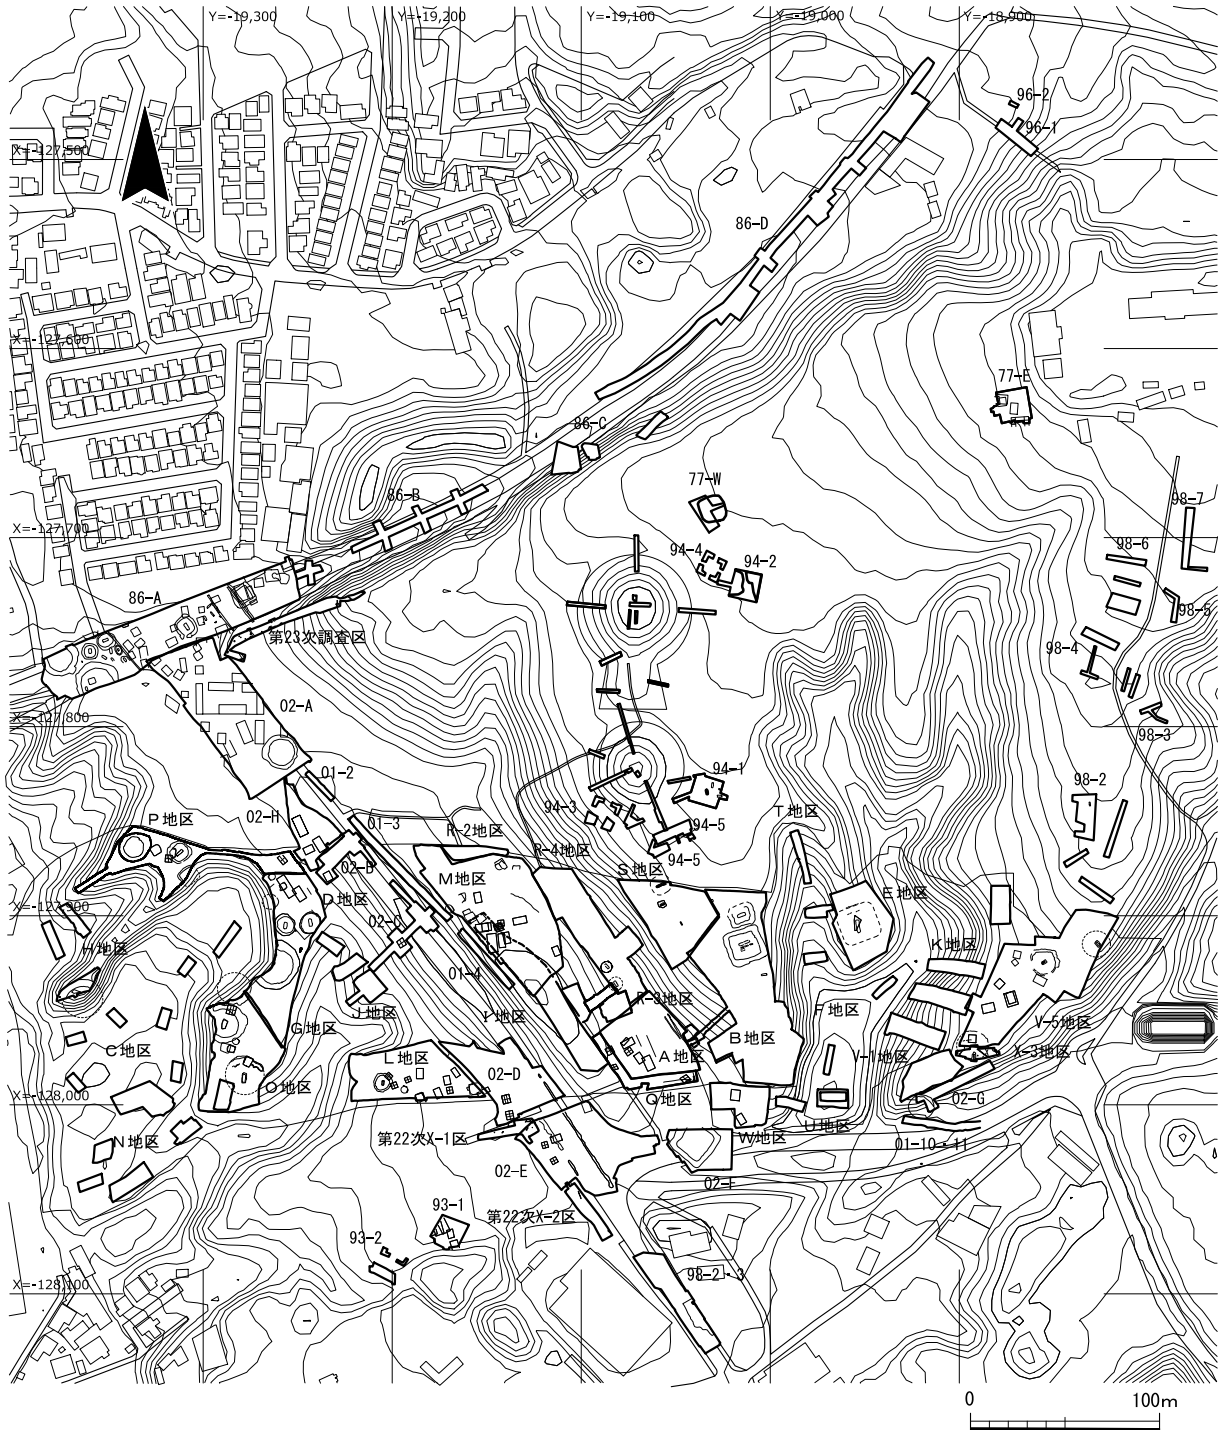 Y=-19,300
Y=-19,200
Y=-19,100
Y=-19,000
Y=-18,900
96-2
96-1
X=-127,500
86-D
X=-127,600
77-E
86-C
77-W
86-B
98-7
X=-127,700
98-6
94-4
94-2
86-A
98-5
第23次調査区
98-4
02-A
X=-127,800
98-3
01-2
94-1
98-2
94-3
02-H
P地区
01-3
T地区
R-2地区
94-5
R-4地区
94-5
S地区
02-B
M地区
D地区
E地区
X=-127,900
02-C
H地区
K地区
01-4
R-3地区
J地区
I地区
F地区
G地区
V-5地区
B地区
C地区
A地区
V-1地区
X-3地区
L地区
02-D
O地区
Q地区
X=-128,000
02-G
U地区
第22次X-1区
W地区
N地区
01-10・11
02-E
02-F
93-1
第22次X-2区
93-2
98-2・3
X=-128,100
0 100m